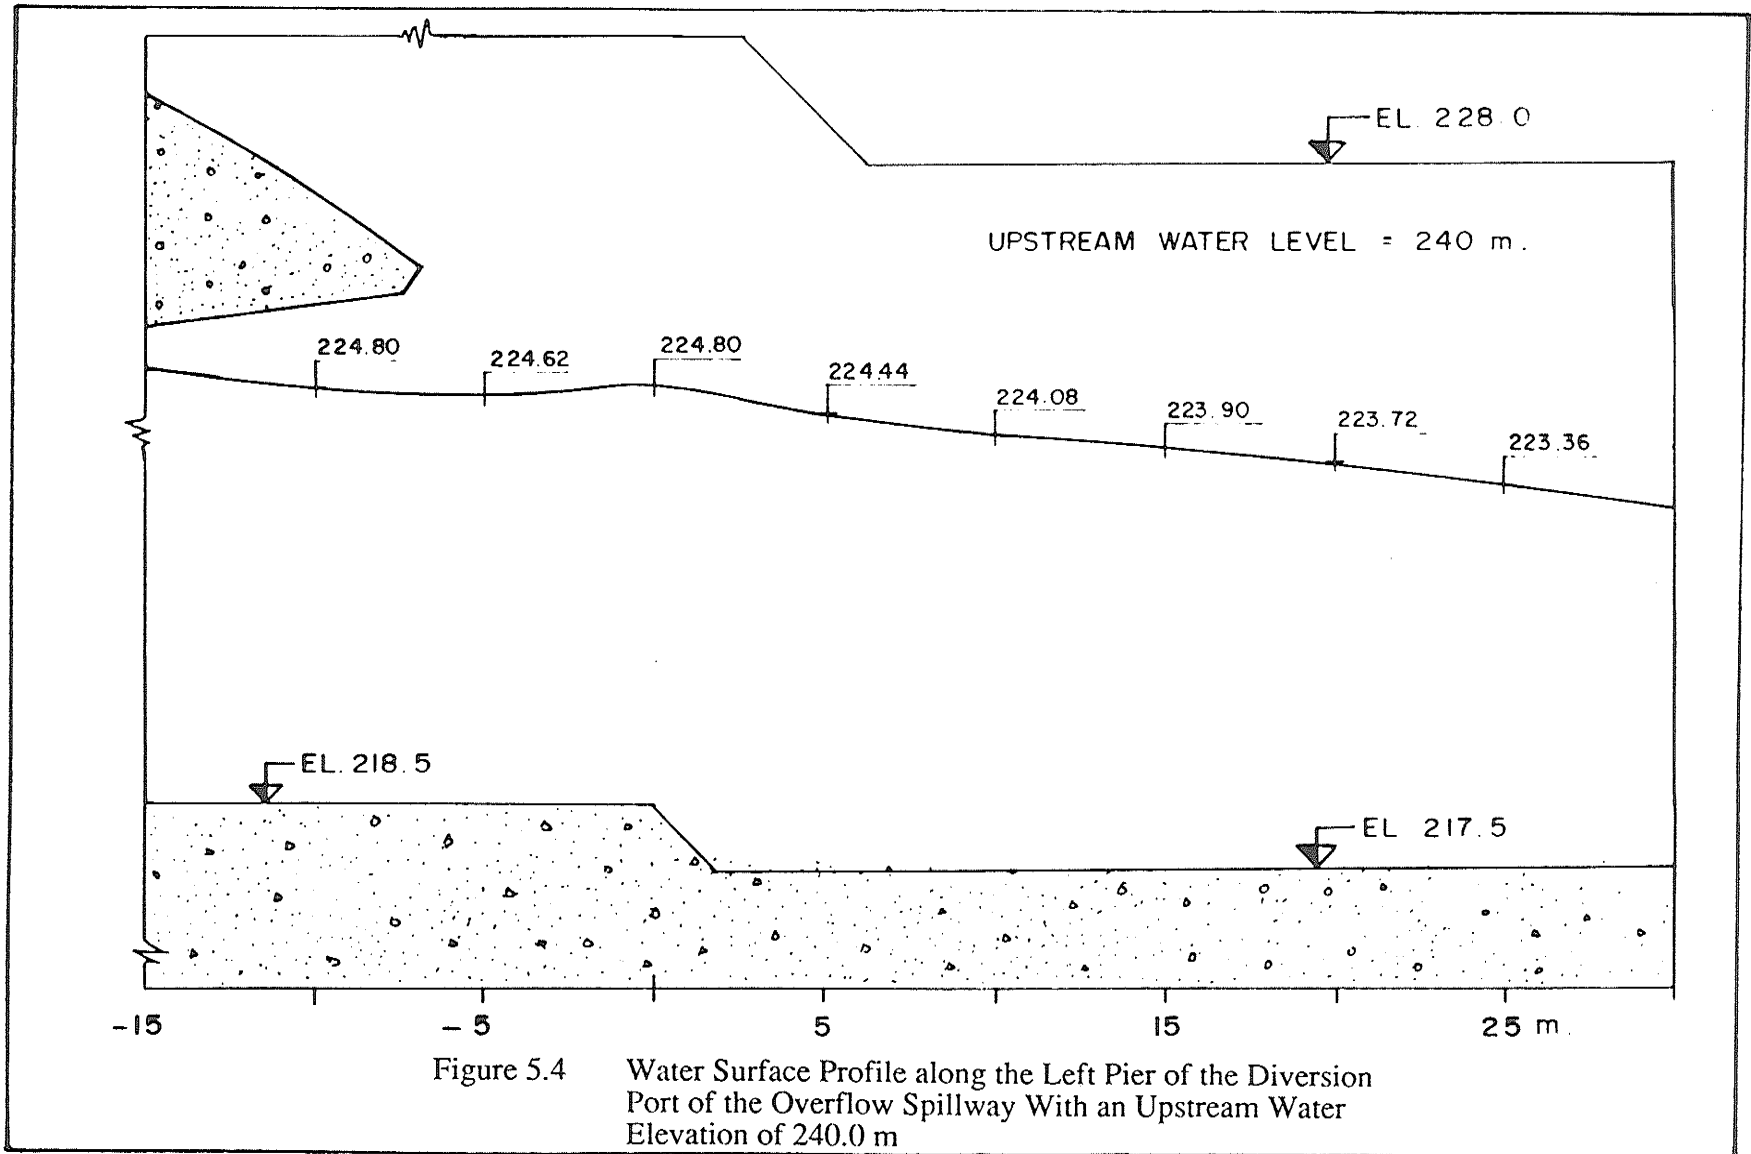 EL. 228.0
UPSTREAM WATER LEVEL = 240 m.
224.80
224.62
224.80
224.44
224.08
223.90
223.72
223.36
EL. 218.5
EL 217.5
-15
-5
5
15
25 m.
Figure 5.4 Water Surface Profile along the Left Pier of the Diversion
Port of the Overflow Spillway With an Upstream Water
Elevation of 240.0 m